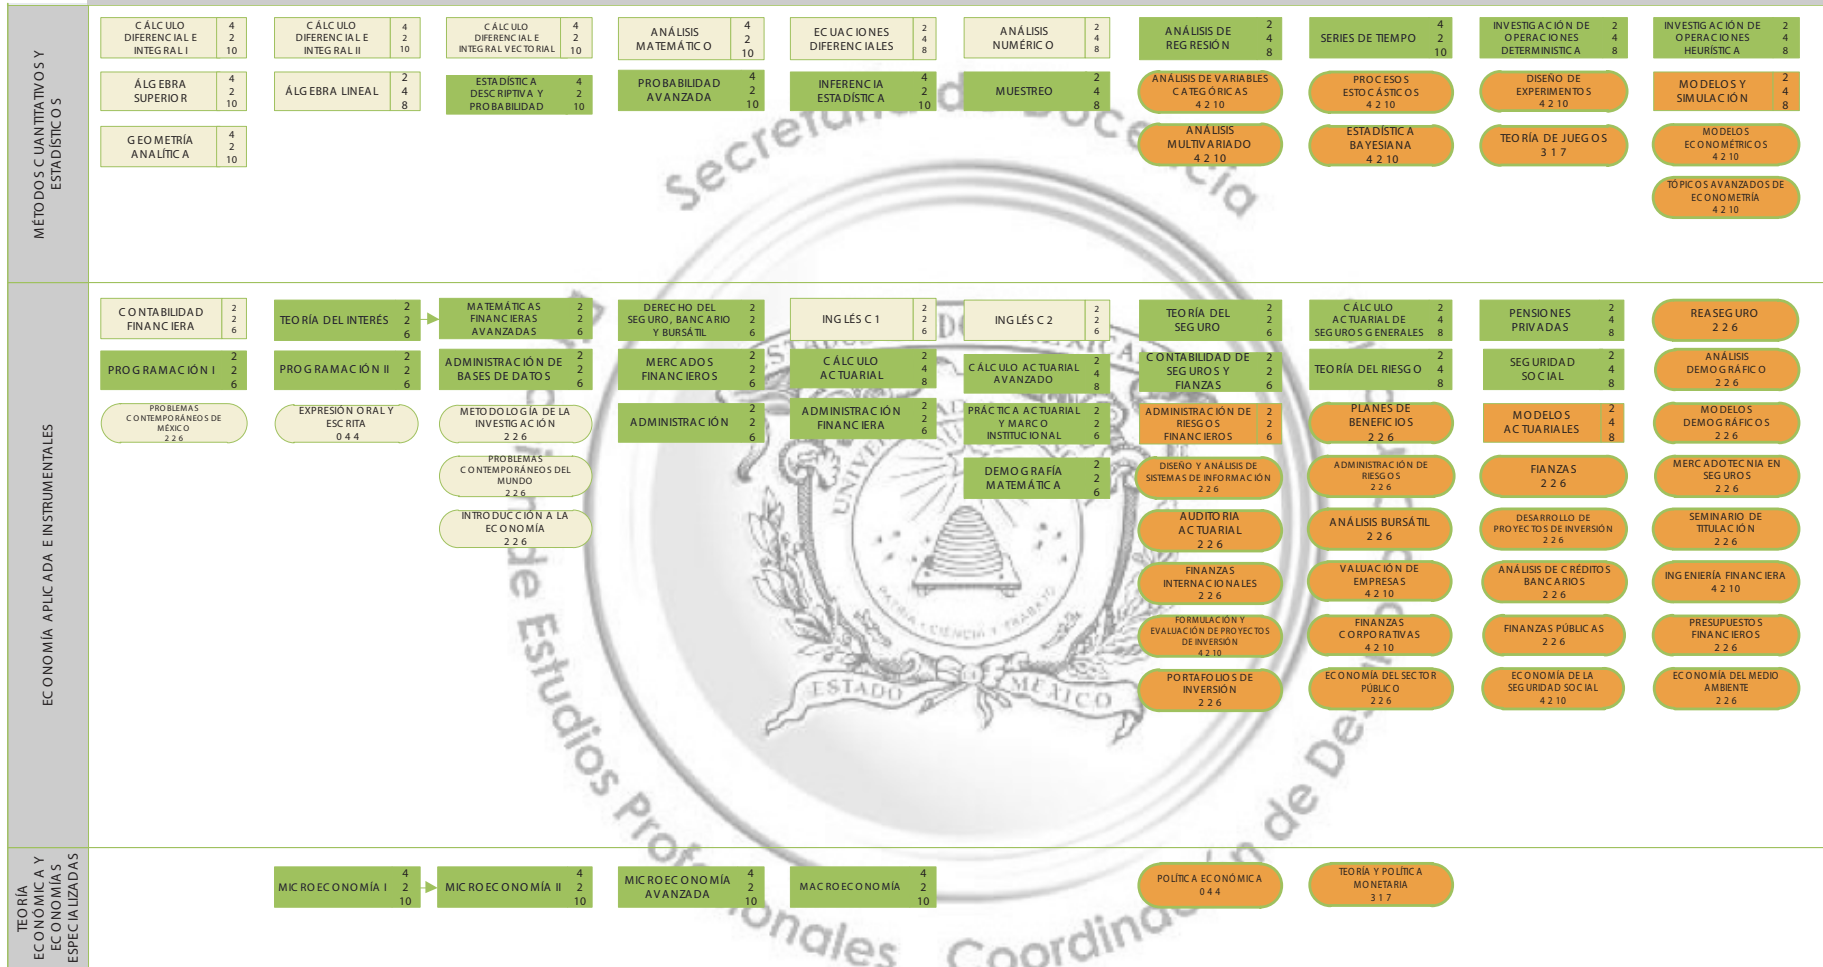 MÉTODOS CUANTITATIVOS Y
ESTADÍSTICOS
CÁLCULO
DIFERENCIAL E
INTEGRAL I
4
2
10
CÁLCULO
DIFERENCIAL E
INTEGRAL II
4
2
10
CÁLCULO
DIFERENCIAL E
INTEGRAL VECTORIAL
4
2
10
ANÁLISIS
MATEMÁTICO
4
2
10
ECUACIONES
DIFERENCIALES
2
4
8
ANÁLISIS
NUMÉRICO
2
4
8
ANÁLISIS DE
REGRESIÓN
2
4
8
SERIES DE TIEMPO
4
2
10
INVESTIGACIÓN DE
OPERACIONES
DETERMINISTICA
2
4
8
INVESTIGACIÓN DE
OPERACIONES
HEURÍSTICA
2
4
8
ÁLGEBRA
SUPERIOR
4
2
10
ÁLGEBRA LINEAL
2
4
8
ESTADÍSTICA
DESCRIPTIVA Y
PROBABILIDAD
4
2
10
PROBABILIDAD
AVANZADA
4
2
10
INFERENCIA
ESTADÍSTICA
4
2
10
MUESTREO
2
4
8
ANÁLISIS DE VARIABLES
CATEGÓRICAS
4 2 10
PROCESOS
ESTOCÁSTICOS
4 2 10
DISEÑO DE
EXPERIMENTOS
4 2 10
MODELOS Y
SIMULACIÓN
2
4
8
GEOMETRÍA
ANALÍTICA
4
2
10
ANÁLISIS
MULTIVARIADO
4 2 10
ESTADÍSTICA
BAYESIANA
4 2 10
TEORÍA DE JUEGOS
3 1 7
MODELOS
ECONOMÉTRICOS
4 2 10
TÓPICOS AVANZADOS DE
ECONOMETRÍA
4 2 10
ECONOMÍA APLICADA E INSTRUMENTALES
CONTABILIDAD
FINANCIERA
2
2
6
TEORÍA DEL INTERÉS
2
2
6
MATEMÁTICAS
FINANCIERAS
AVANZADAS
2
2
6
DERECHO DEL
SEGURO, BANCARIO
Y BURSÁTIL
2
2
6
INGLÉS C1
2
2
6
INGLÉS C2
2
2
6
TEORÍA DEL
SEGURO
2
2
6
CÁLCULO
ACTUARIAL DE
SEGUROS GENERALES
2
4
8
PENSIONES
PRIVADAS
2
4
8
REASEGURO
2 2 6
PROGRAMACIÓN I
2
2
6
PROGRAMACIÓN II
2
2
6
ADMINISTRACIÓN DE
BASES DE DATOS
2
2
6
MERCADOS
FINANCIEROS
2
2
6
CÁLCULO
ACTUARIAL
2
4
8
CÁLCULO ACTUARIAL
AVANZADO
2
4
8
CONTABILIDAD DE
SEGUROS Y
FIANZAS
2
2
6
TEORÍA DEL RIESGO
2
4
8
SEGURIDAD
SOCIAL
2
4
8
ANÁLISIS
DEMOGRÁFICO
2 2 6
PROBLEMAS
CONTEMPORÁNEOS DE
MÉXICO
2 2 6
EXPRESIÓN ORAL Y
ESCRITA
0 4 4
METODOLOGÍA DE LA
INVESTIGACIÓN
2 2 6
ADMINISTRACIÓN
2
2
6
ADMINISTRACIÓN
FINANCIERA
2
2
6
PRÁCTICA ACTUARIAL
Y MARCO
INSTITUCIONAL
2
2
6
ADMINISTRACIÓN DE
RIESGOS
FINANCIEROS
2
2
6
PLANES DE
BENEFICIOS
2 2 6
MODELOS
ACTUARIALES
2
4
8
MODELOS
DEMOGRÁFICOS
2 2 6
PROBLEMAS
CONTEMPORÁNEOS DEL
MUNDO
2 2 6
DEMOGRAFÍA
MATEMÁTICA
2
2
6
DISEÑO Y ANÁLISIS DE
SISTEMAS DE INFORMACIÓN
2 2 6
ADMINISTRACIÓN DE
RIESGOS
2 2 6
FIANZAS
2 2 6
MERCADOTECNIA EN
SEGUROS
2 2 6
INTRODUCCIÓN A LA
ECONOMÍA
2 2 6
AUDITORIA
ACTUARIAL
2 2 6
ANÁLISIS BURSÁTIL
2 2 6
DESARROLLO DE
PROYECTOS DE INVERSIÓN
2 2 6
SEMINARIO DE
TITULACIÓN
2 2 6
FINANZAS
INTERNACIONALES
2 2 6
VALUACIÓN DE
EMPRESAS
4 2 10
ANÁLISIS DE CRÉDITOS
BANCARIOS
2 2 6
INGENIERÍA FINANCIERA
4 2 10
FORMULACIÓN Y
EVALUACIÓN DE PROYECTOS
DE INVERSIÓN
4 2 10
FINANZAS
CORPORATIVAS
4 2 10
FINANZAS PÚBLICAS
2 2 6
PRESUPUESTOS
FINANCIEROS
2 2 6
PORTAFOLIOS DE
INVERSIÓN
2 2 6
ECONOMÍA DEL SECTOR
PÚBLICO
2 2 6
ECONOMÍA DE LA
SEGURIDAD SOCIAL
4 2 10
ECONOMÍA DEL MEDIO
AMBIENTE
2 2 6
TEORÍA
ECONÓMICA Y
ECONOMÍAS
ESPECIALIZADAS
MICROECONOMÍA I
4
2
10
MICROECONOMÍA II
4
2
10
MICROECONOMÍA
AVANZADA
4
2
10
MACROECONOMÍA
4
2
10
POLÍTICA ECONÓMICA
0 4 4
TEORÍA Y POLÍTICA
MONETARIA
3 1 7
PATRIA CIENCIA Y TRABAJO
ESTADO DE MÉXICO